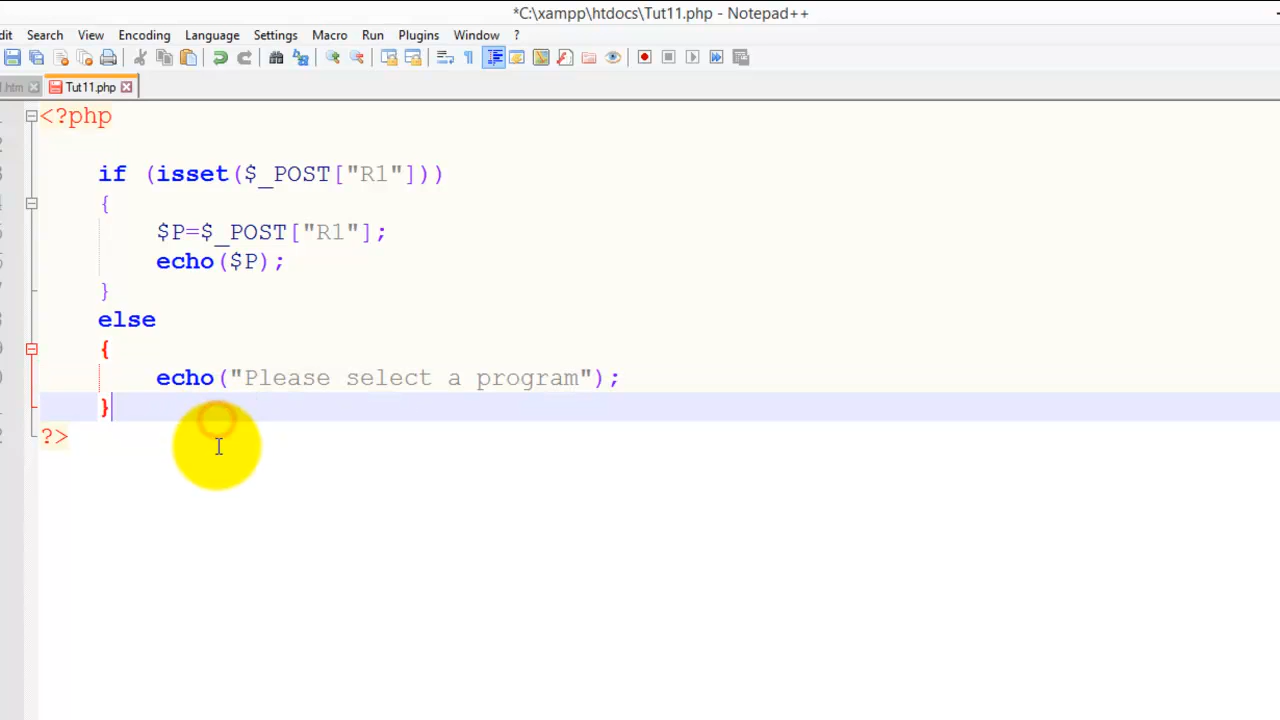 *C:\xampp\htdocs\Tut11.php - Notepad++
dit Search View Encoding Language Settings Macro Run Plugins Window ?
.htm Tut11.php
<?php
if (isset($_POST["R1"]))
{
$P=$_POST["R1"];
echo($P);
}
else
{
echo("Please select a program");
}
?>